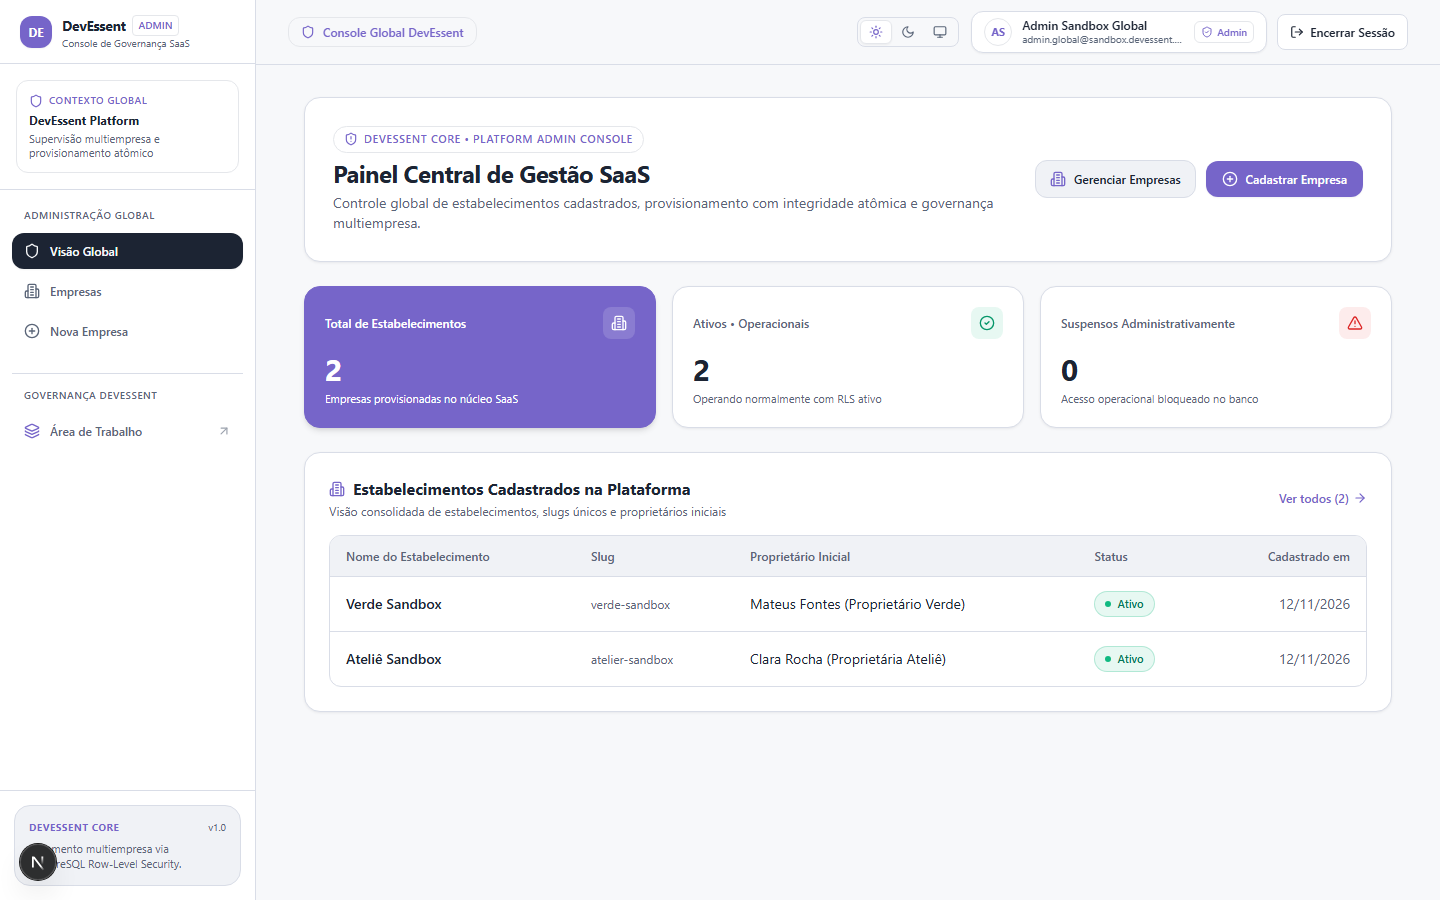 DE
DevEssent ADMIN
Console de Governança SaaS
CONTEXTO GLOBAL
DevEssent Platform
Supervisão multiempresa e
provisionamento atômico
ADMINISTRAÇÃO GLOBAL
Visão Global
Empresas
Nova Empresa
GOVERNANÇA DEVESSENT
Área de Trabalho
DEVESSENT CORE v1.0
mento multiempresa via
reSQL Row-Level Security.
N
Console Global DevEssent
AS
Admin Sandbox Global
admin.global@sandbox.devessent....
Admin
Encerrar Sessão
DEVESSENT CORE • PLATFORM ADMIN CONSOLE
Painel Central de Gestão SaaS
Controle global de estabelecimentos cadastrados, provisionamento com integridade atômica e governança
multiempresa.
Gerenciar Empresas
Cadastrar Empresa
Total de Estabelecimentos
2
Empresas provisionadas no núcleo SaaS
Ativos • Operacionais
2
Operando normalmente com RLS ativo
Suspensos Administrativamente
0
Acesso operacional bloqueado no banco
Estabelecimentos Cadastrados na Plataforma
Visão consolidada de estabelecimentos, slugs únicos e proprietários iniciais
Ver todos (2)
Nome do Estabelecimento Slug Proprietário Inicial Status Cadastrado em
Verde Sandbox verde-sandbox Mateus Fontes (Proprietário Verde) Ativo 12/11/2026
Ateliê Sandbox atelier-sandbox Clara Rocha (Proprietária Ateliê) Ativo 12/11/2026